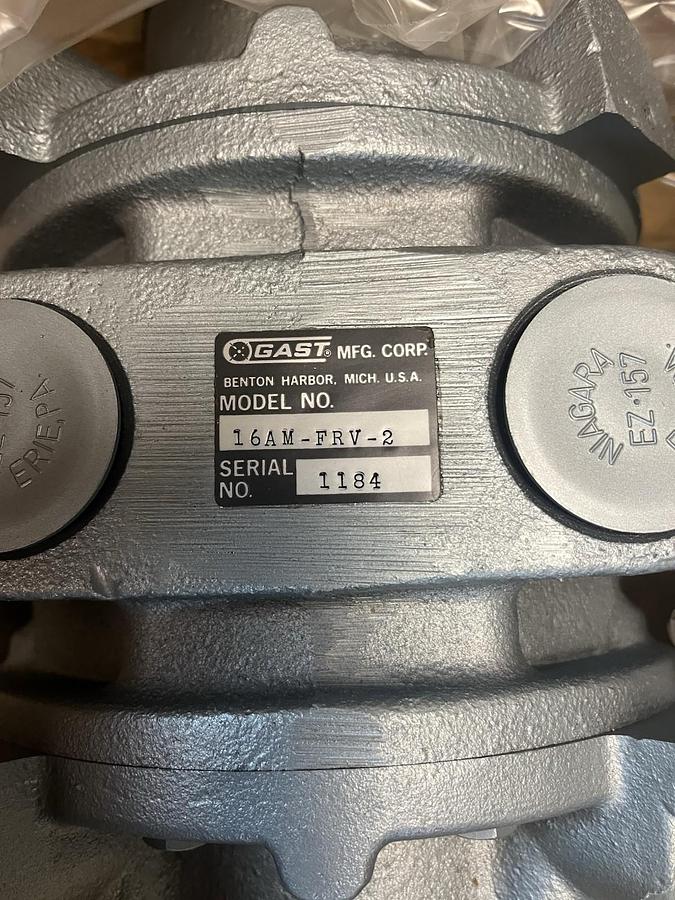 GAST® MFG. CORP.
BENTON HARBOR, MICH. U.S.A.
MODEL NO.
16AM-FRV-2
SERIAL
NO.
1184
NIAGARA
EZ·157
ERIE,PA.